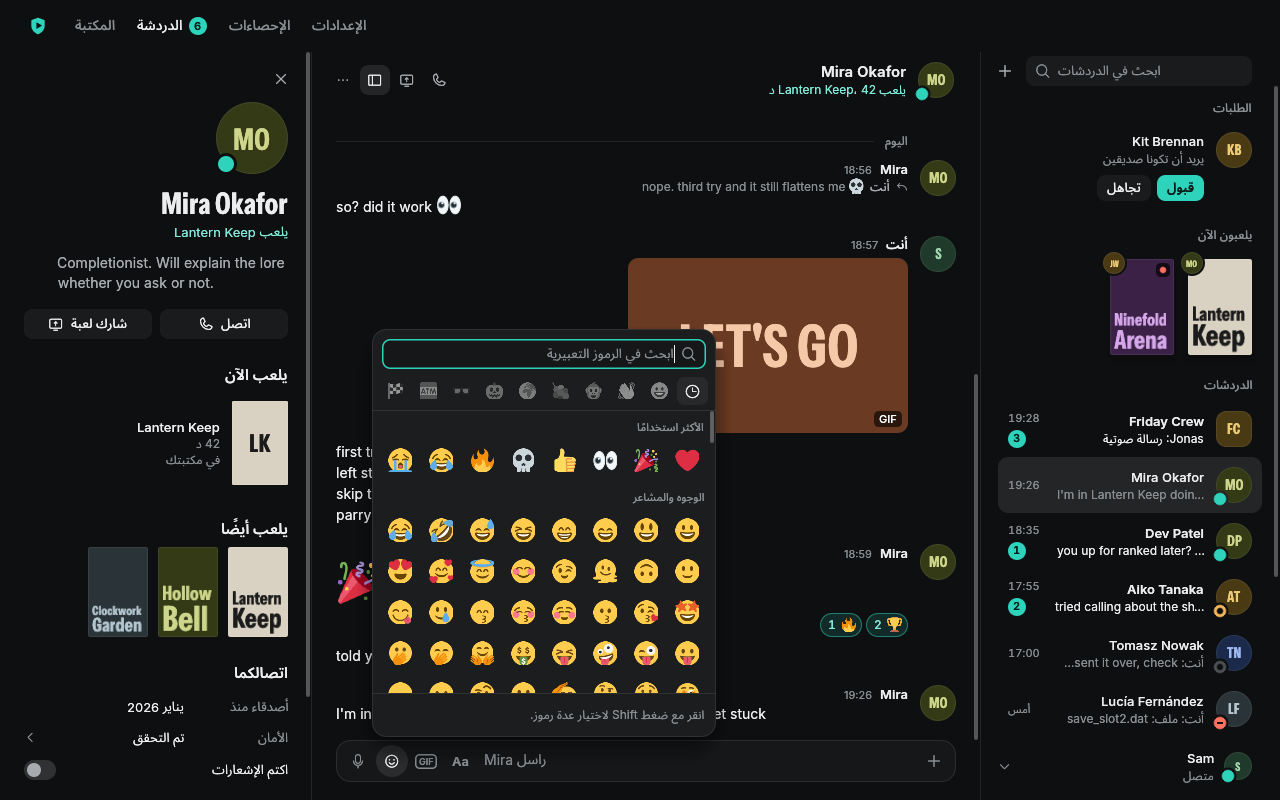 المكتبة
الدردشة 6
الإحصاءات
الإعدادات
ابحث في الدردشات
الطلبات
KB
Kit Brennan
يريد أن تكونا صديقين
قبول
تجاهل
يلعبون الآن
MO
Lantern Keep
JW
Ninefold Arena
الدردشات
FC
Friday Crew
19:28
Jonas: رسالة صوتية
3
MO
Mira Okafor
19:26
I'm in Lantern Keep doin...
DP
Dev Patel
18:35
you up for ranked later? ...
1
AT
Aiko Tanaka
17:55
tried calling about the sh...
2
TN
Tomasz Nowak
17:00
أنت: sent it over, check...
LF
Lucía Fernández
أمس
أنت: ملف: save_slot2.dat
S
Sam
متصل
MO
Mira Okafor
يلعب Lantern Keep، 42 د
اليوم
MO
Mira 18:56
أنت 💀 nope. third try and it still flattens me
so? did it work 👀
S
أنت 18:57
LET'S GO
GIF
first t
left st
skip t
parry
MO
Mira 18:59
🎉
2 🏆
1 🔥
told y
MO
Mira 19:26
I'm in
et stuck
ابحث في الرموز التعبيرية
ATM
الأكثر استخدامًا
الوجوه والمشاعر
انقر مع ضغط Shift لاختيار عدة رموز.
راسل Mira
Aa
GIF
MO
Mira Okafor
يلعب Lantern Keep
Completionist. Will explain the lore
whether you ask or not.
اتصل
شارك لعبة
يلعب الآن
LK
Lantern Keep
42 د
في مكتبتك
يلعب أيضًا
Lantern Keep
Hollow Bell
Clockwork Garden
اتصالكما
أصدقاء منذ
يناير 2026
الأمان
تم التحقق
اكتم الإشعارات